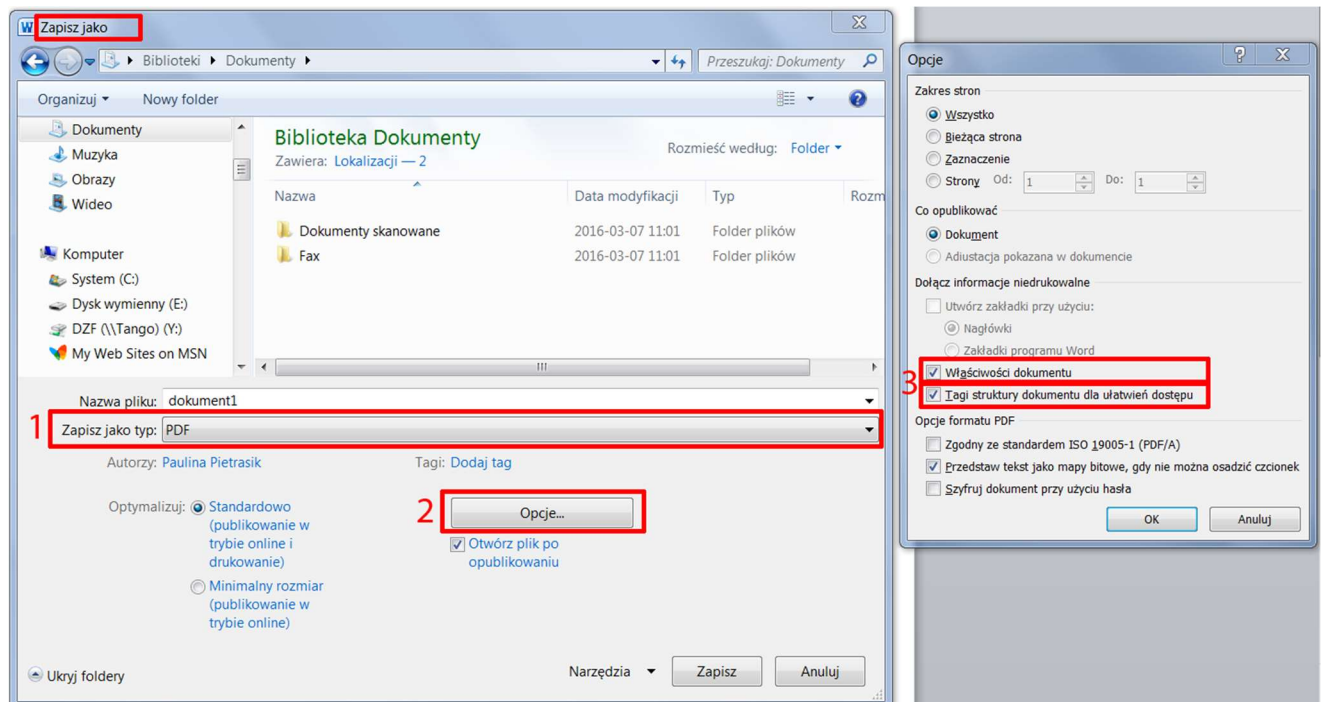 Zapisz jako
Biblioteki Dokumenty
Przeszukaj: Dokumenty
Organizuj Nowy folder
Dokumenty
Muzyka
Obrazy
Wideo
Komputer
System (C:)
Dysk wymienny (E:)
DZF (\\Tango) (Y:)
My Web Sites on MSN
Biblioteka Dokumenty
Zawiera: Lokalizacji — 2
Rozmieść według: Folder
Nazwa Data modyfikacji Typ Rozm
Dokumenty skanowane 2016-03-07 11:01 Folder plików
Fax 2016-03-07 11:01 Folder plików
Nazwa pliku: dokument1
1 Zapisz jako typ: PDF
Autorzy: Paulina Pietrasik Tagi: Dodaj tag
Optymalizuj: Standardowo
(publikowanie w
trybie online i
drukowanie)
Minimalny rozmiar
(publikowanie w
trybie online)
2 Opcje...
Otwórz plik po
opublikowaniu
Ukryj foldery
Narzędzia Zapisz Anuluj
Opcje
Zakres stron
Wszystko
Bieżąca strona
Zaznaczenie
Strony Od: 1 Do: 1
Co opublikować
Dokument
Adiustacja pokazana w dokumencie
Dołącz informacje niedrukowalne
Utwórz zakładki przy użyciu:
Nagłówki
Zakładki programu Word
3 Właściwości dokumentu
Tagi struktury dokumentu dla ułatwień dostępu
Opcje formatu PDF
Zgodny ze standardem ISO 19005-1 (PDF/A)
Przedstaw tekst jako mapy bitowe, gdy nie można osadzić czcionek
Szyfruj dokument przy użyciu hasła
OK Anuluj